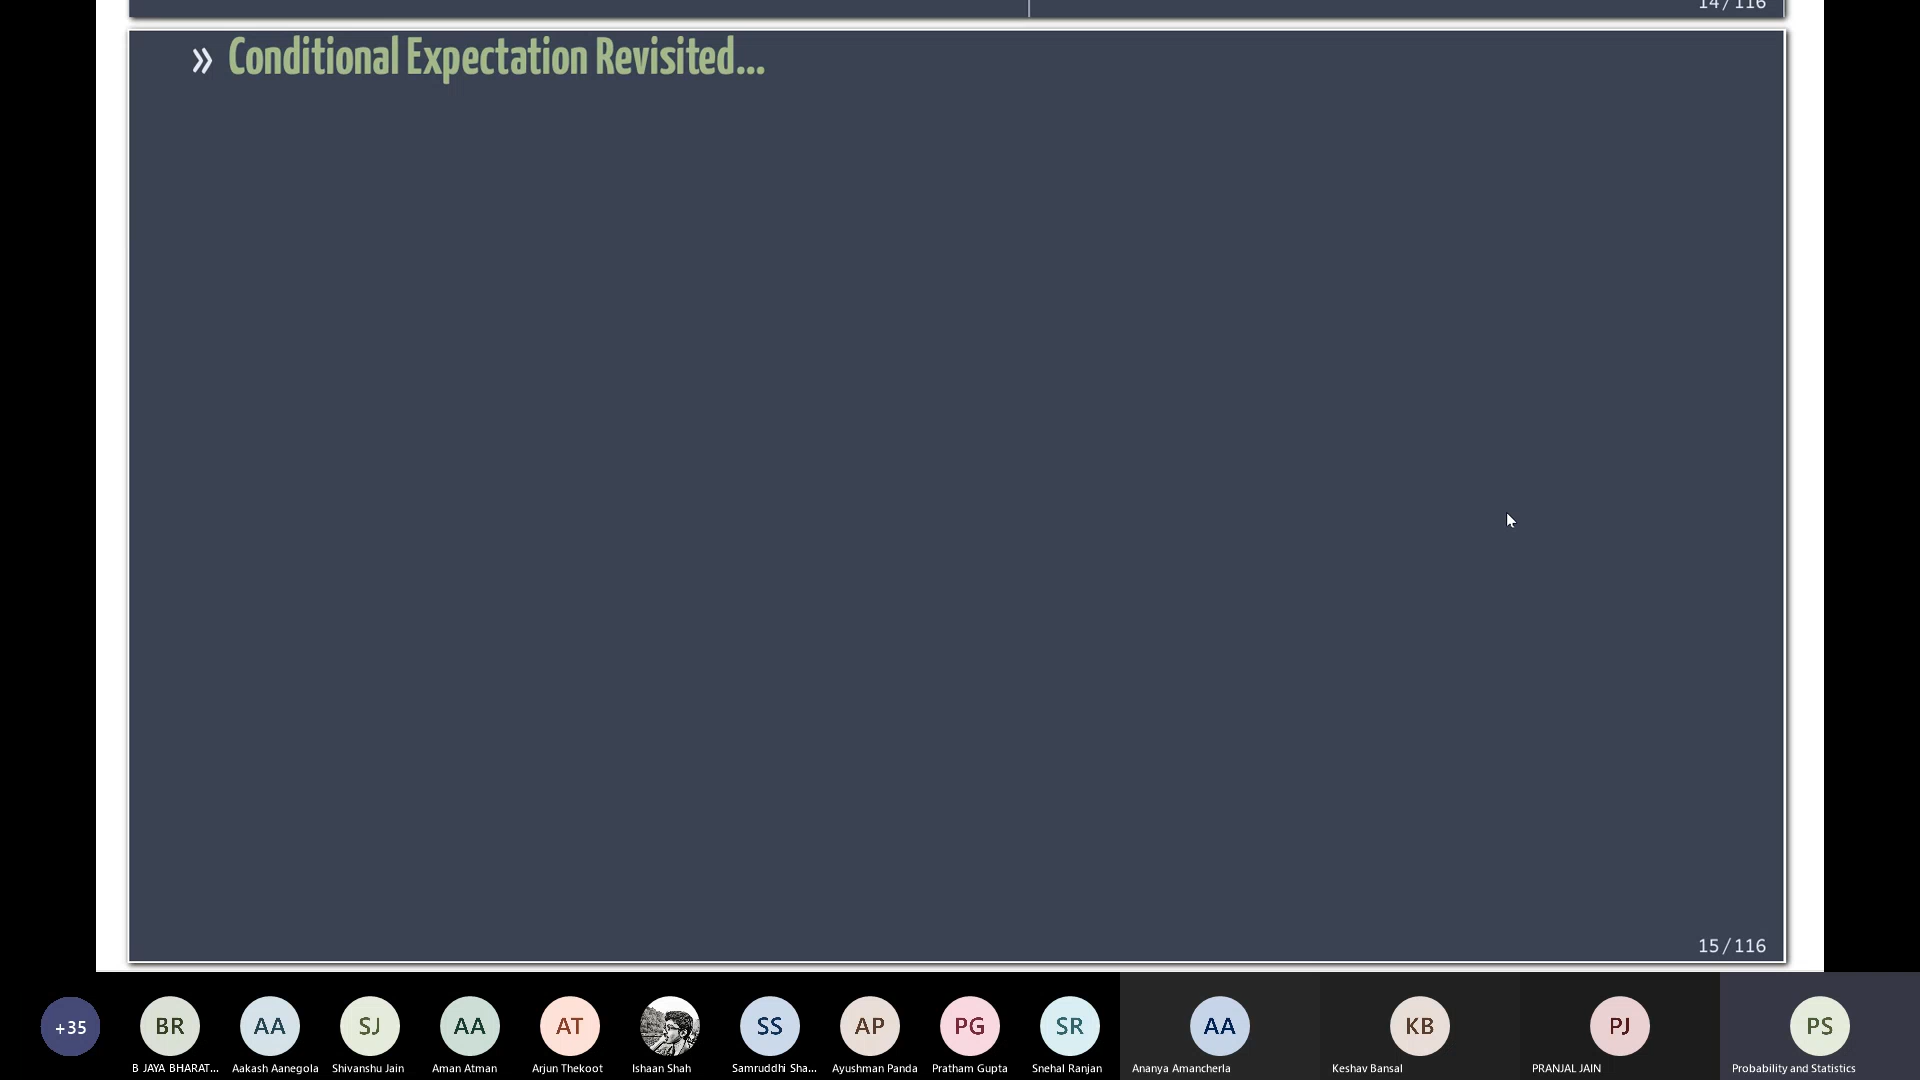 14/116
» Conditional Expectation Revisited...
15/116
+35
BR
AA
SJ
AA
AT
SS
AP
PG
SR
AA
KB
PJ
PS
B JAYA BHARAT...
Aakash Aanegola
Shivanshu Jain
Aman Atman
Arjun Thekoot
Ishaan Shah
Samruddhi Sha...
Ayushman Panda
Pratham Gupta
Snehal Ranjan
Ananya Amancherla
Keshav Bansal
PRANJAL JAIN
Probability and Statistics